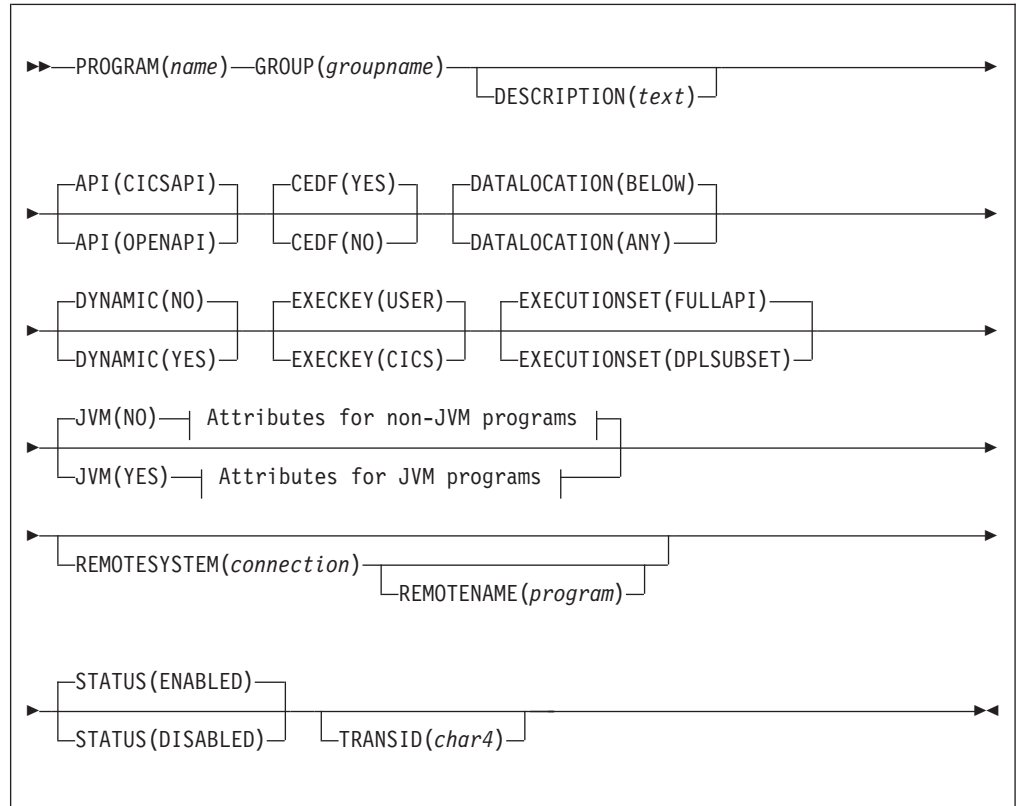 PROGRAM(name) GROUP(groupname)
DESCRIPTION(text)
API(CICSAPI) CEDF(YES) DATALOCATION(BELOW)
API(OPENAPI) CEDF(NO) DATALOCATION(ANY)
DYNAMIC(NO) EXECKEY(USER) EXECUTIONSET(FULLAPI)
DYNAMIC(YES) EXECKEY(CICS) EXECUTIONSET(DPLSUBSET)
JVM(NO) Attributes for non-JVM programs
JVM(YES) Attributes for JVM programs
REMOTESYSTEM(connection)
REMOTENAME(program)
STATUS(ENABLED)
STATUS(DISABLED) TRANSID(char4)